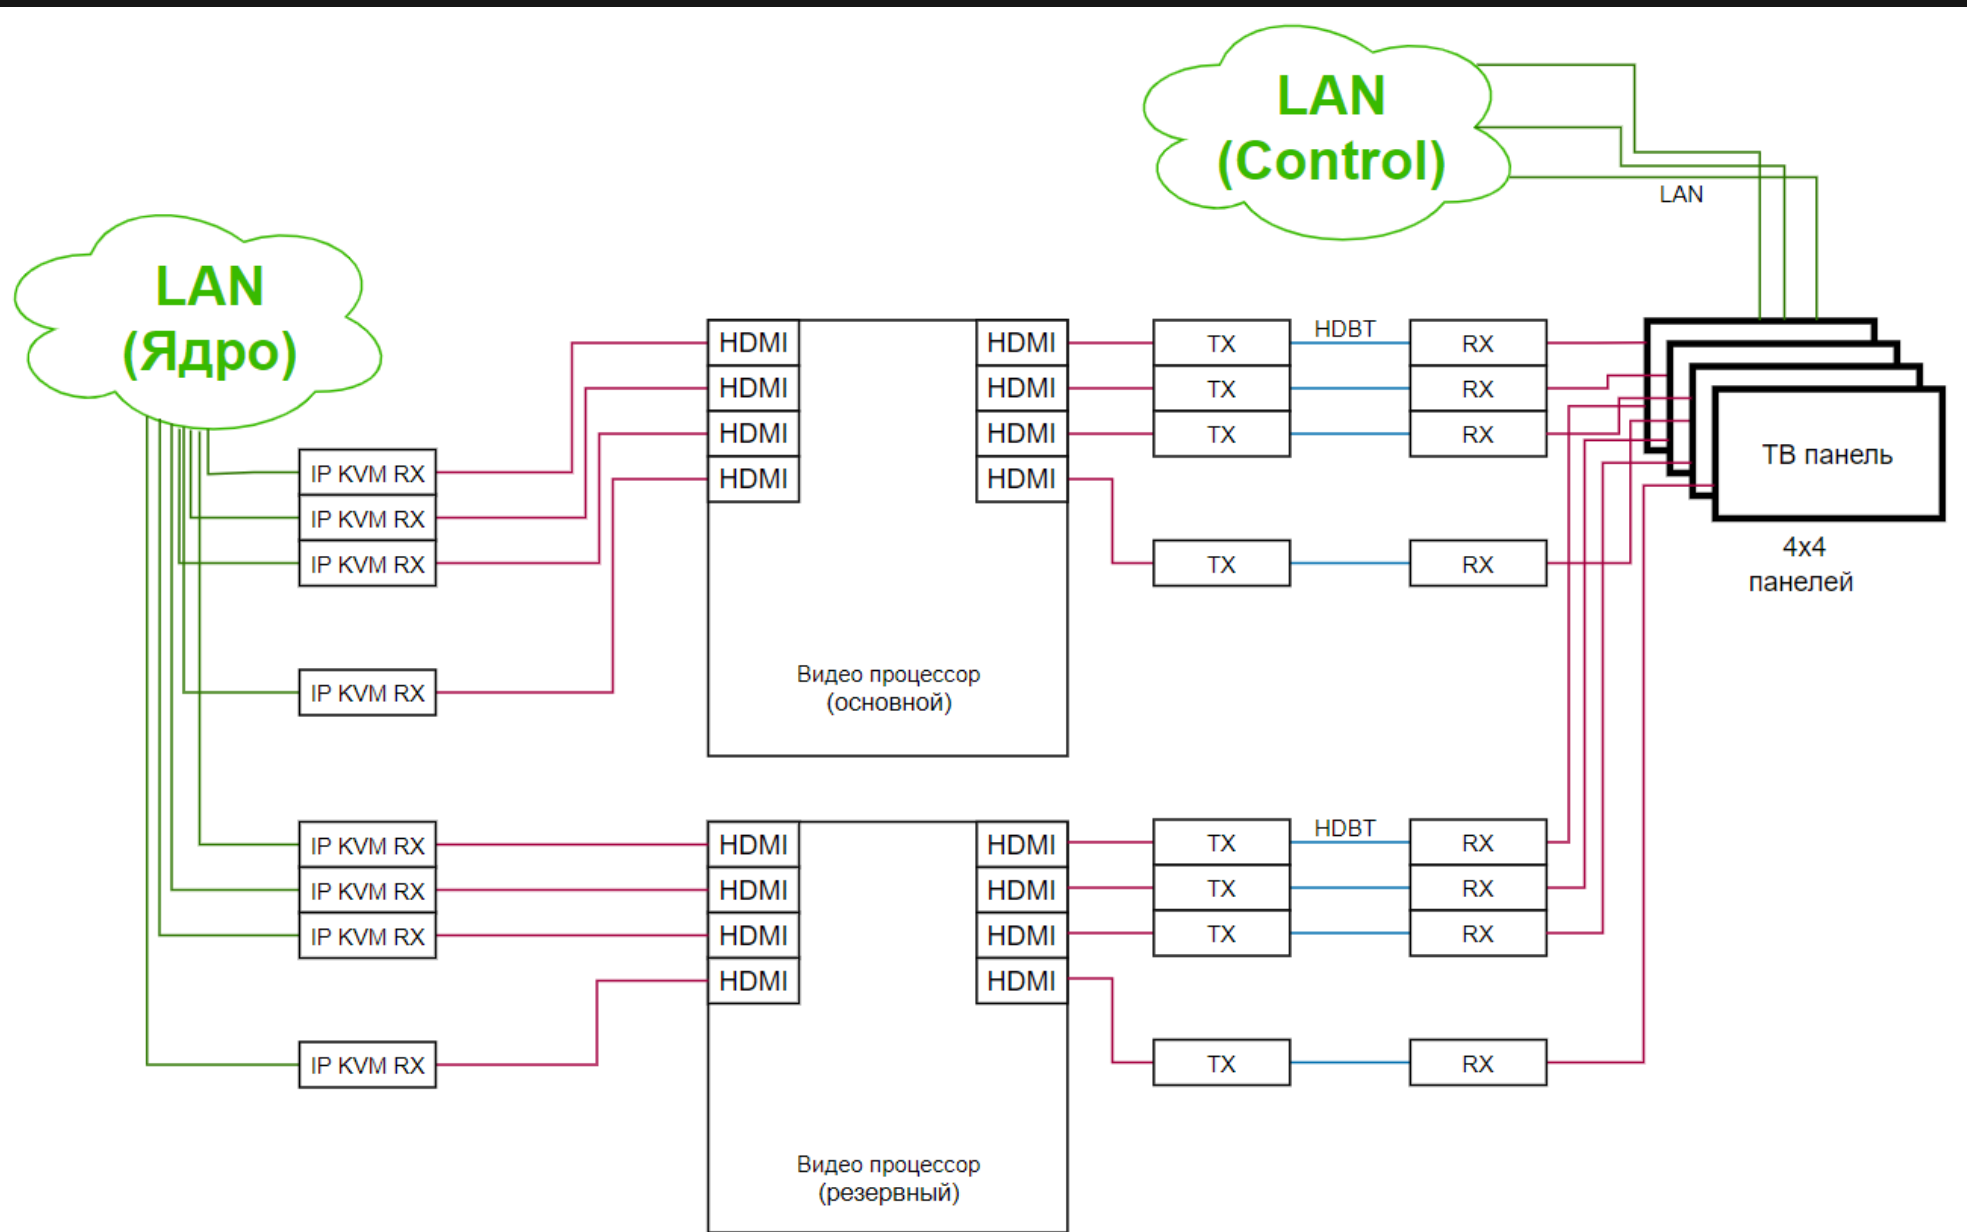 LAN
(Control)
LAN
LAN
(Ядро)
HDMI
HDMI
HDMI
HDMI
HDMI
HDMI
HDMI
HDMI
TX
TX
TX
TX
HDBT
RX
RX
RX
RX
IP KVM RX
IP KVM RX
IP KVM RX
IP KVM RX
ТВ панель
4x4
панелей
Видео процессор
(основной)
IP KVM RX
IP KVM RX
IP KVM RX
IP KVM RX
HDMI
HDMI
HDMI
HDMI
HDMI
HDMI
HDMI
HDMI
TX
TX
TX
TX
HDBT
RX
RX
RX
RX
Видео процессор
(резервный)